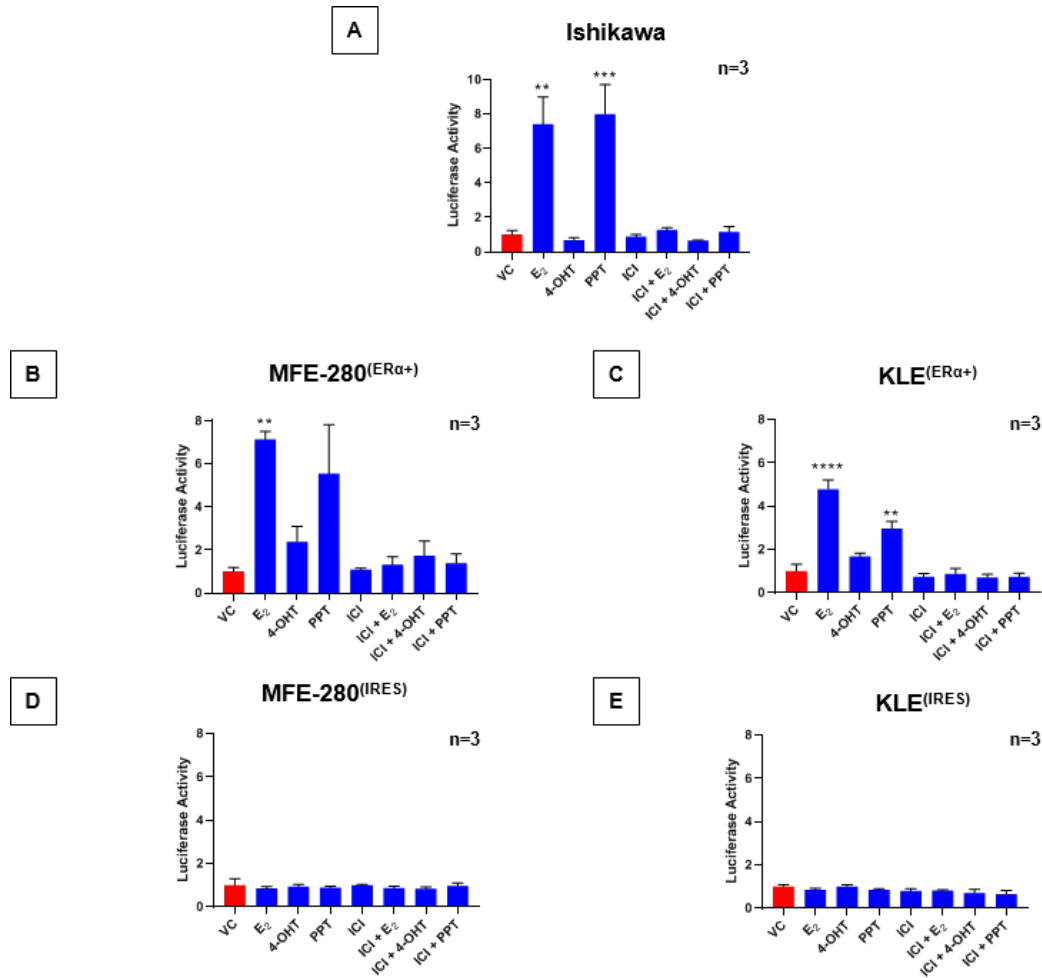 A
Ishikawa
n=3
Luciferase Activity
10
8
6
4
2
0
**
***
VC
E₂
4-OHT
PPT
ICI
ICI + E₂
ICI + 4-OHT
ICI + PPT
B
MFE-280(ERα+)
n=3
Luciferase Activity
8
6
4
2
0
**
VC
E₂
4-OHT
PPT
ICI
ICI + E₂
ICI + 4-OHT
ICI + PPT
C
KLE(ERα+)
n=3
Luciferase Activity
8
6
4
2
0
****
**
VC
E₂
4-OHT
PPT
ICI
ICI + E₂
ICI + 4-OHT
ICI + PPT
D
MFE-280(IRES)
n=3
Luciferase Activity
8
6
4
2
0
VC
E₂
4-OHT
PPT
ICI
ICI + E₂
ICI + 4-OHT
ICI + PPT
E
KLE(IRES)
n=3
Luciferase Activity
8
6
4
2
0
VC
E₂
4-OHT
PPT
ICI
ICI + E₂
ICI + 4-OHT
ICI + PPT